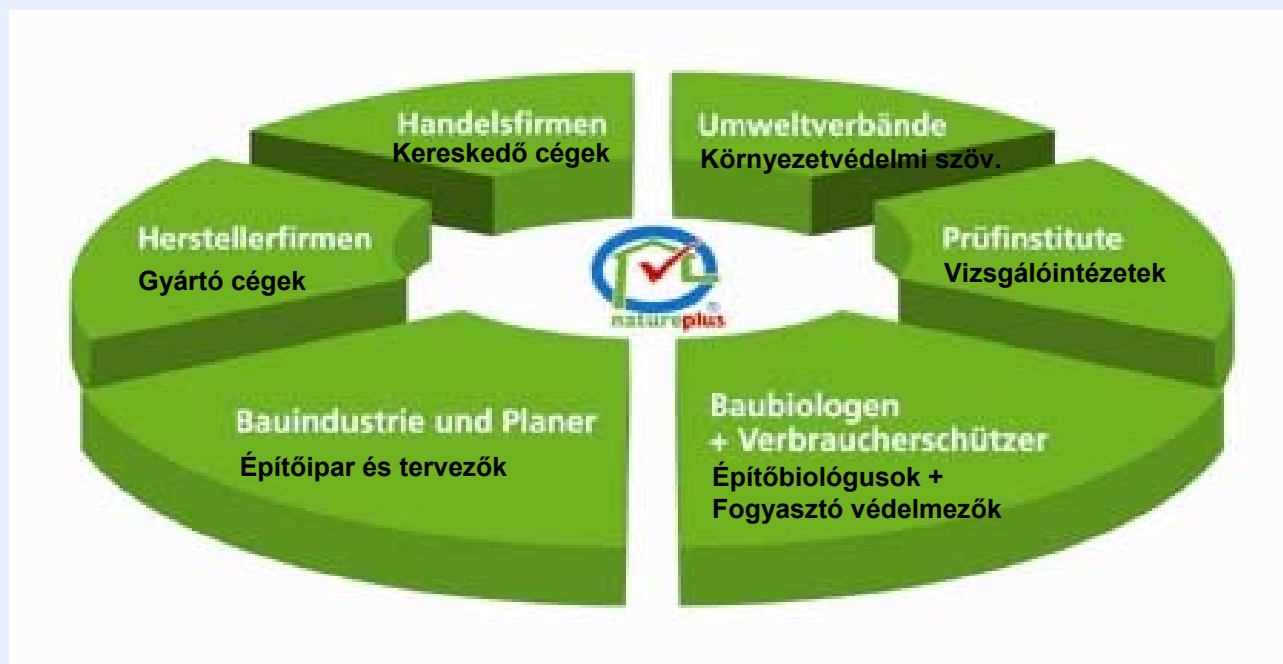 Handelsfirmen
Kereskedő cégek
Umweltverbände
Környezetvédelmi szöv.
Herstellerfirmen
Gyártó cégek
Prüfinstitute
Vizsgálóintézetek
natureplus
®
Bauindustrie und Planer
Építőipar és tervezők
Baubiologen
+ Verbraucherschützer
Építőbiológusok +
Fogyasztó védelmezők